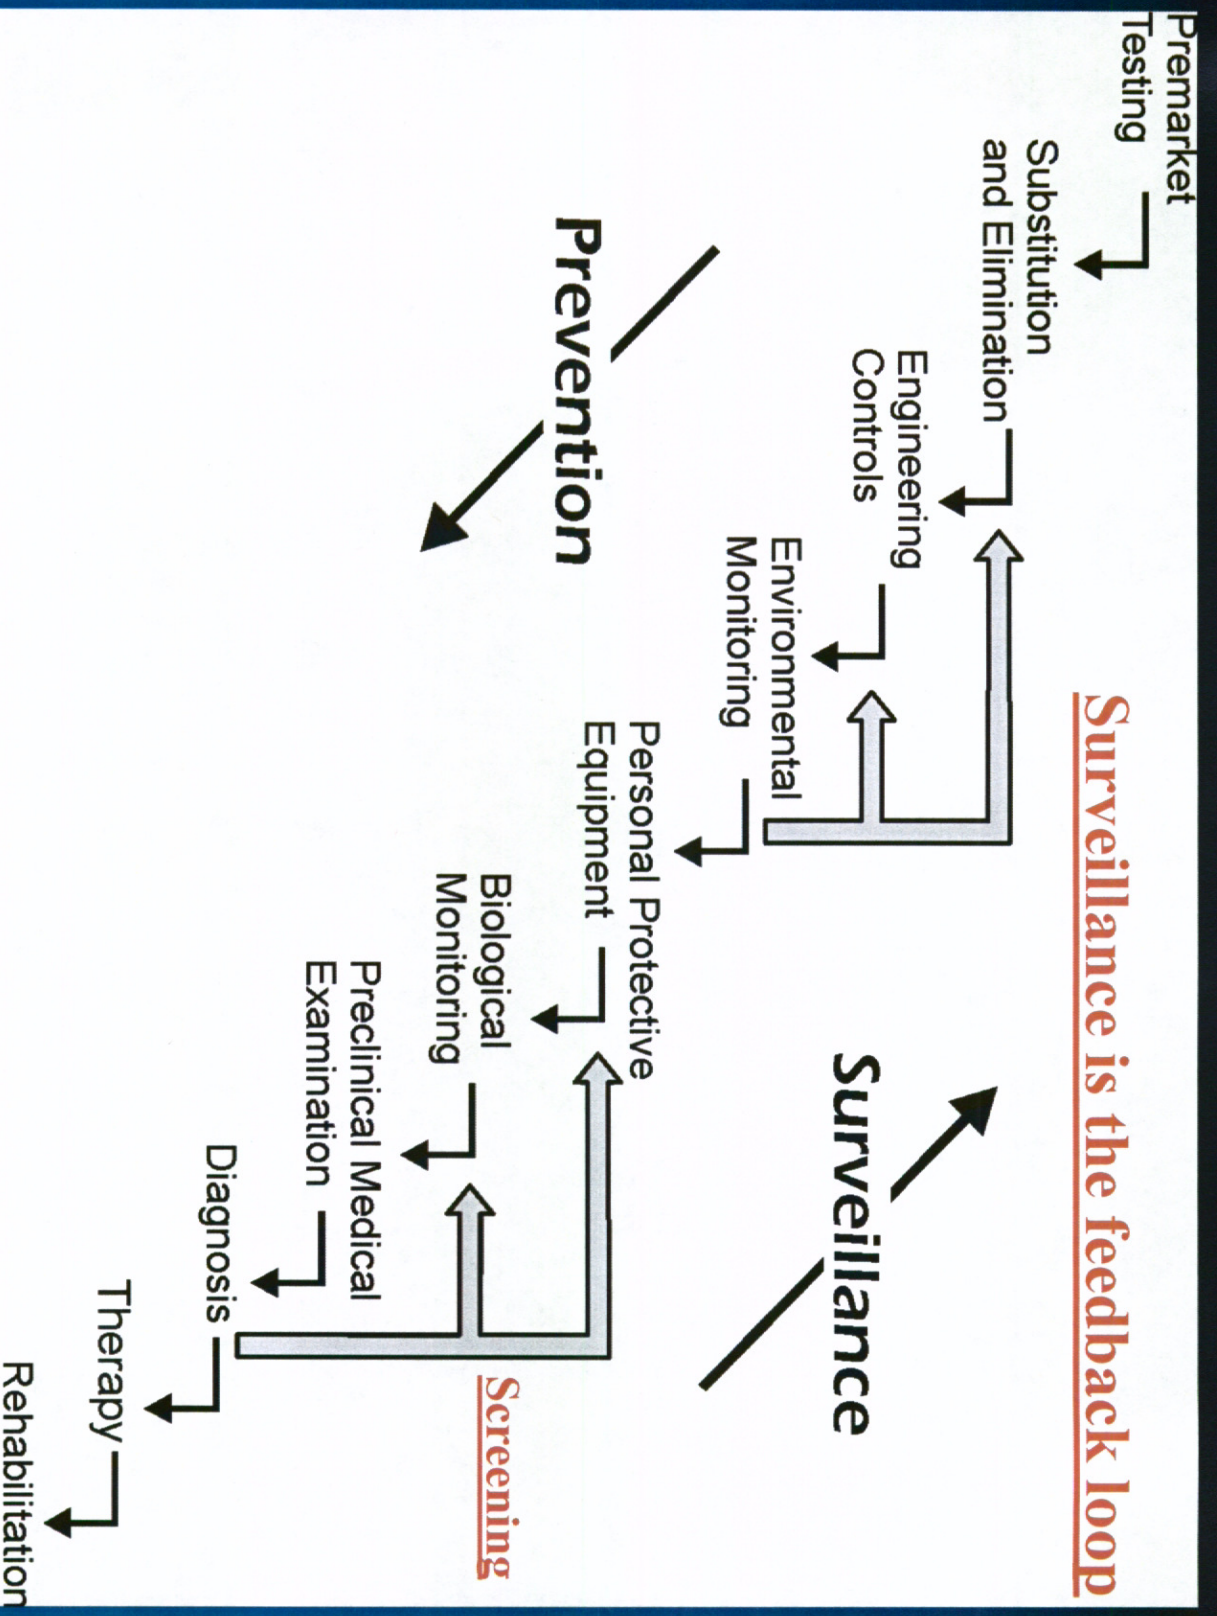 Surveillance is the feedback loop
Premarket
Testing
Substitution
and Elimination
Engineering
Controls
Environmental
Monitoring
Surveillance
Prevention
Personal Protective
Equipment
Biological
Monitoring
Screening
Preclinical Medical
Examination
Diagnosis
Therapy
Rehabilitation